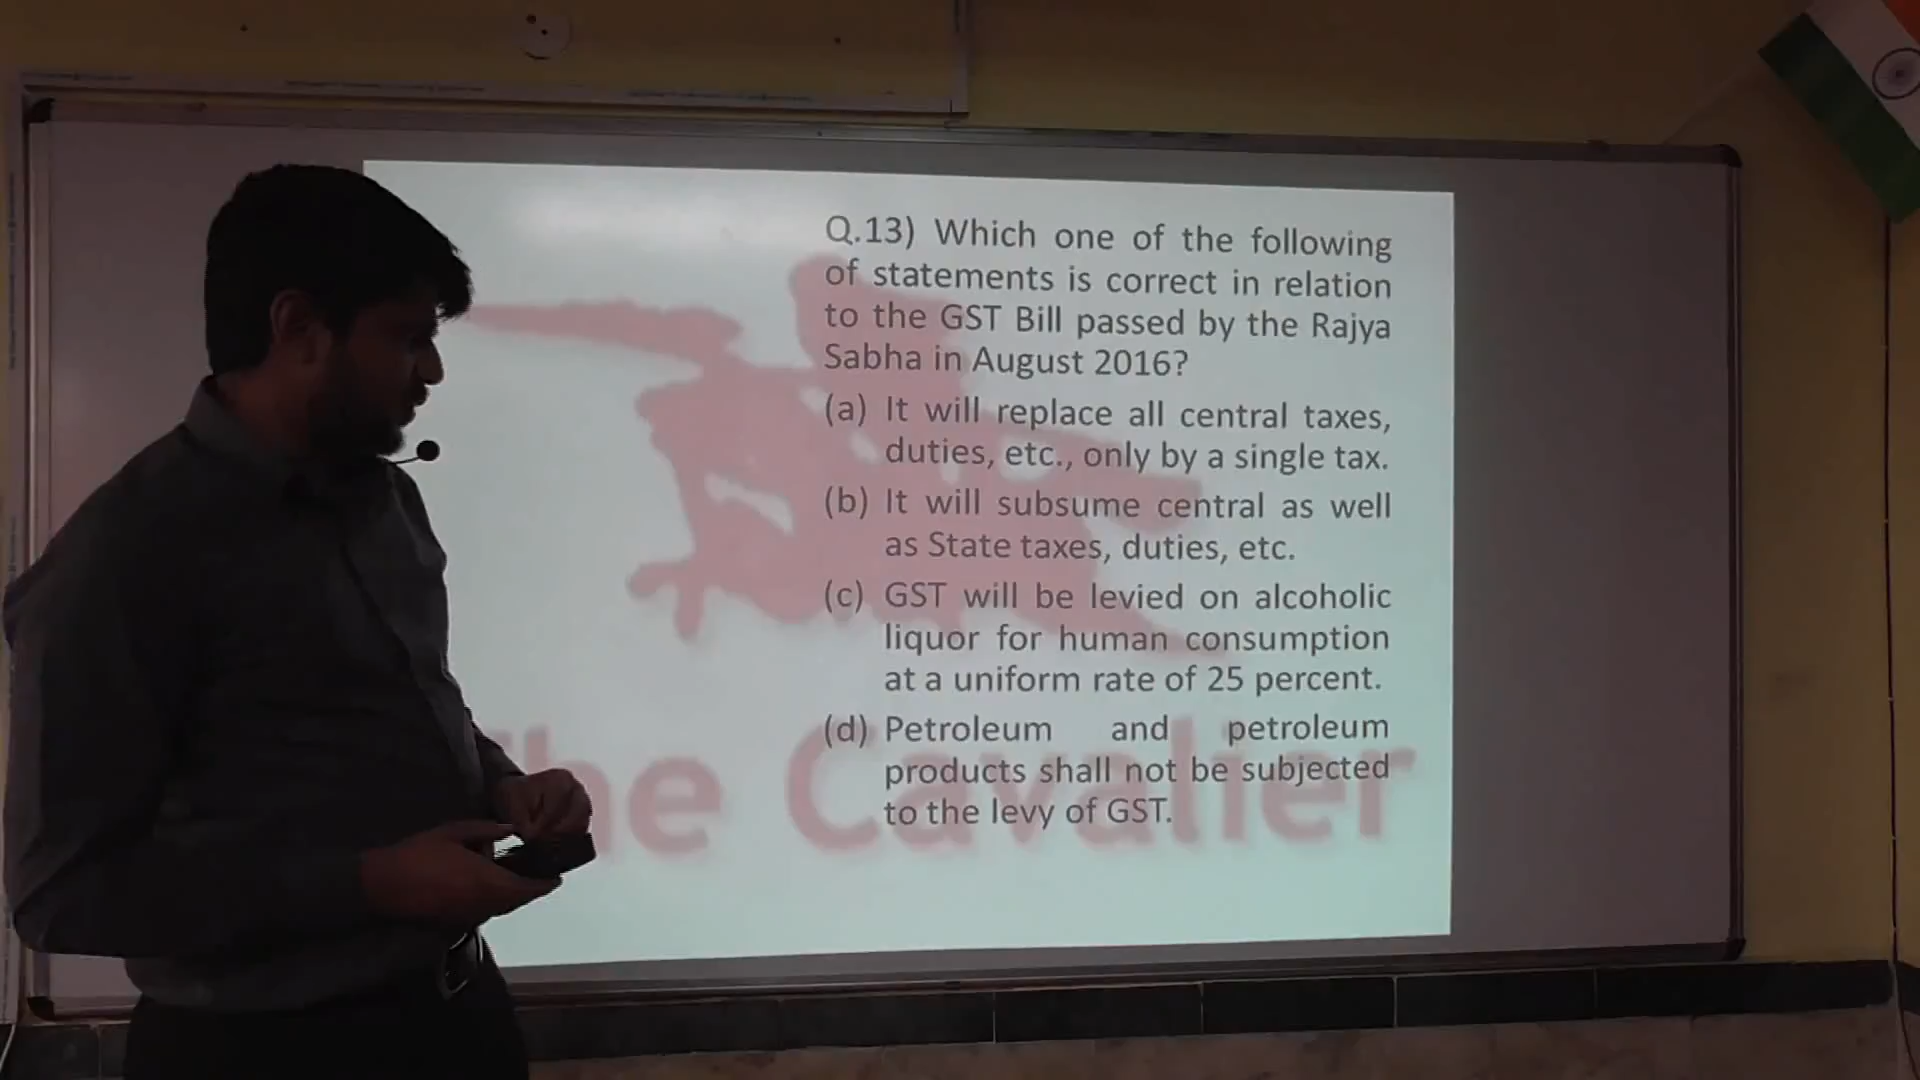 Q.13) Which one of the following
of statements is correct in relation
to the GST Bill passed by the Rajya
Sabha in August 2016?
(a) It will replace all central taxes,
duties, etc., only by a single tax.
(b) It will subsume central as well
as State taxes, duties, etc.
(c) GST will be levied on alcoholic
liquor for human consumption
at a uniform rate of 25 percent.
(d) Petroleum and petroleum
products shall not be subjected
to the levy of GST.
he Cavalier